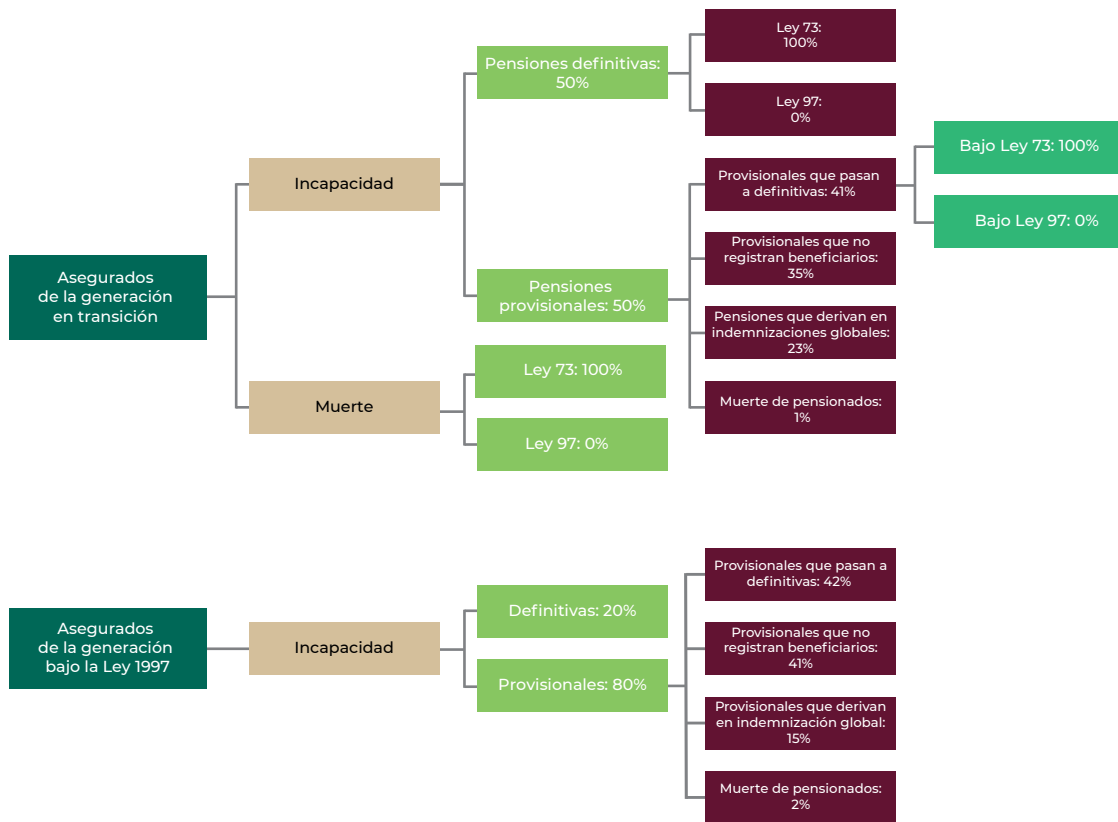 Asegurados
de la generación
en transición
Incapacidad
Pensiones definitivas:
50%
Ley 73:
100%
Ley 97:
0%
Pensiones
provisionales: 50%
Provisionales que pasan
a definitivas: 41%
Bajo Ley 73: 100%
Bajo Ley 97: 0%
Provisionales que no
registran beneficiarios:
35%
Pensiones que derivan en
indemnizaciones globales:
23%
Muerte de pensionados:
1%
Muerte
Ley 73: 100%
Ley 97: 0%
Asegurados
de la generación
bajo la Ley 1997
Incapacidad
Definitivas: 20%
Provisionales: 80%
Provisionales que pasan a
definitivas: 42%
Provisionales que no
registran beneficiarios:
41%
Provisionales que derivan
en indemnización global:
15%
Muerte de pensionados:
2%